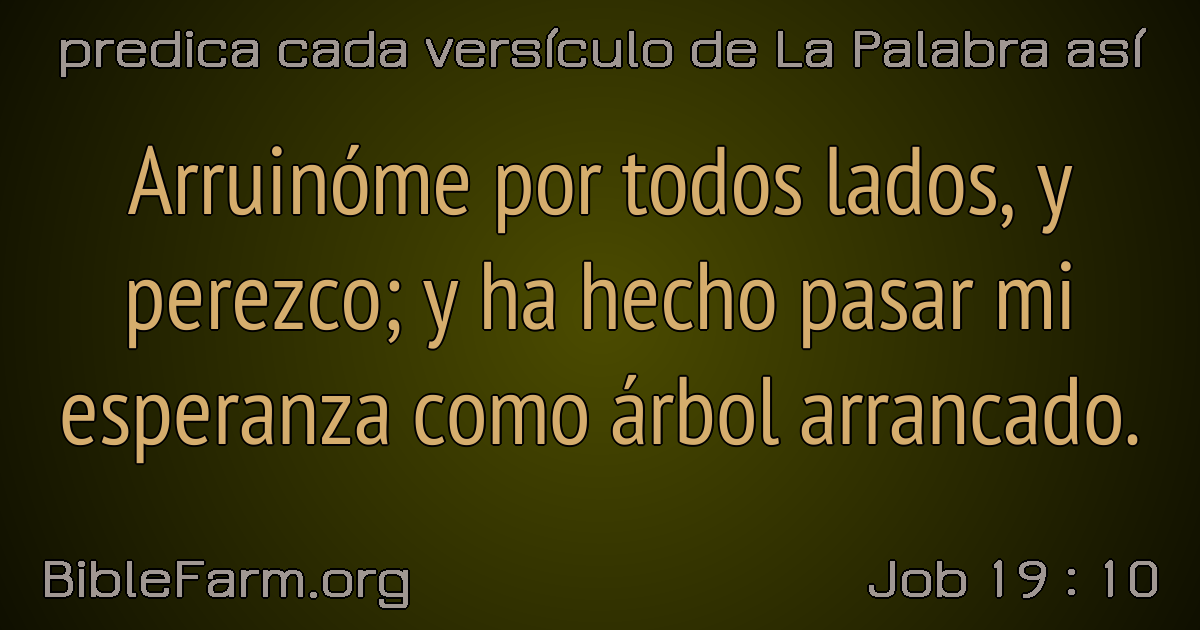 predica cada versículo de La Palabra así
Arruinóme por todos lados, y
perezco; y ha hecho pasar mi
esperanza como árbol arrancado.
BibleFarm.org
Job 19 : 10